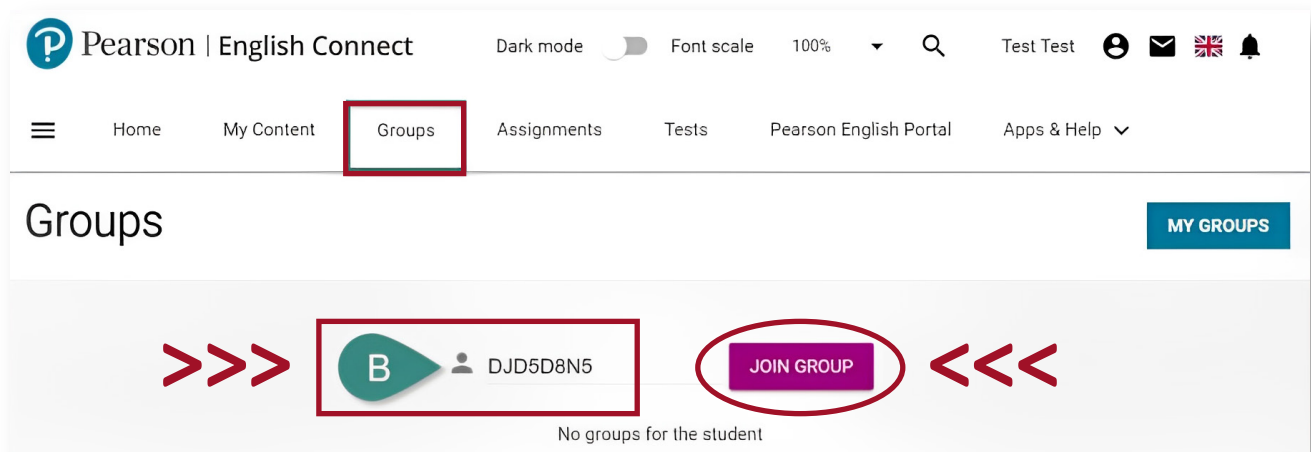 Pearson | English Connect Dark mode Font scale 100% Test Test
Home My Content Groups Assignments Tests Pearson English Portal Apps & Help
Groups MY GROUPS
>>> B DJD5D8N5 JOIN GROUP <<<
No groups for the student